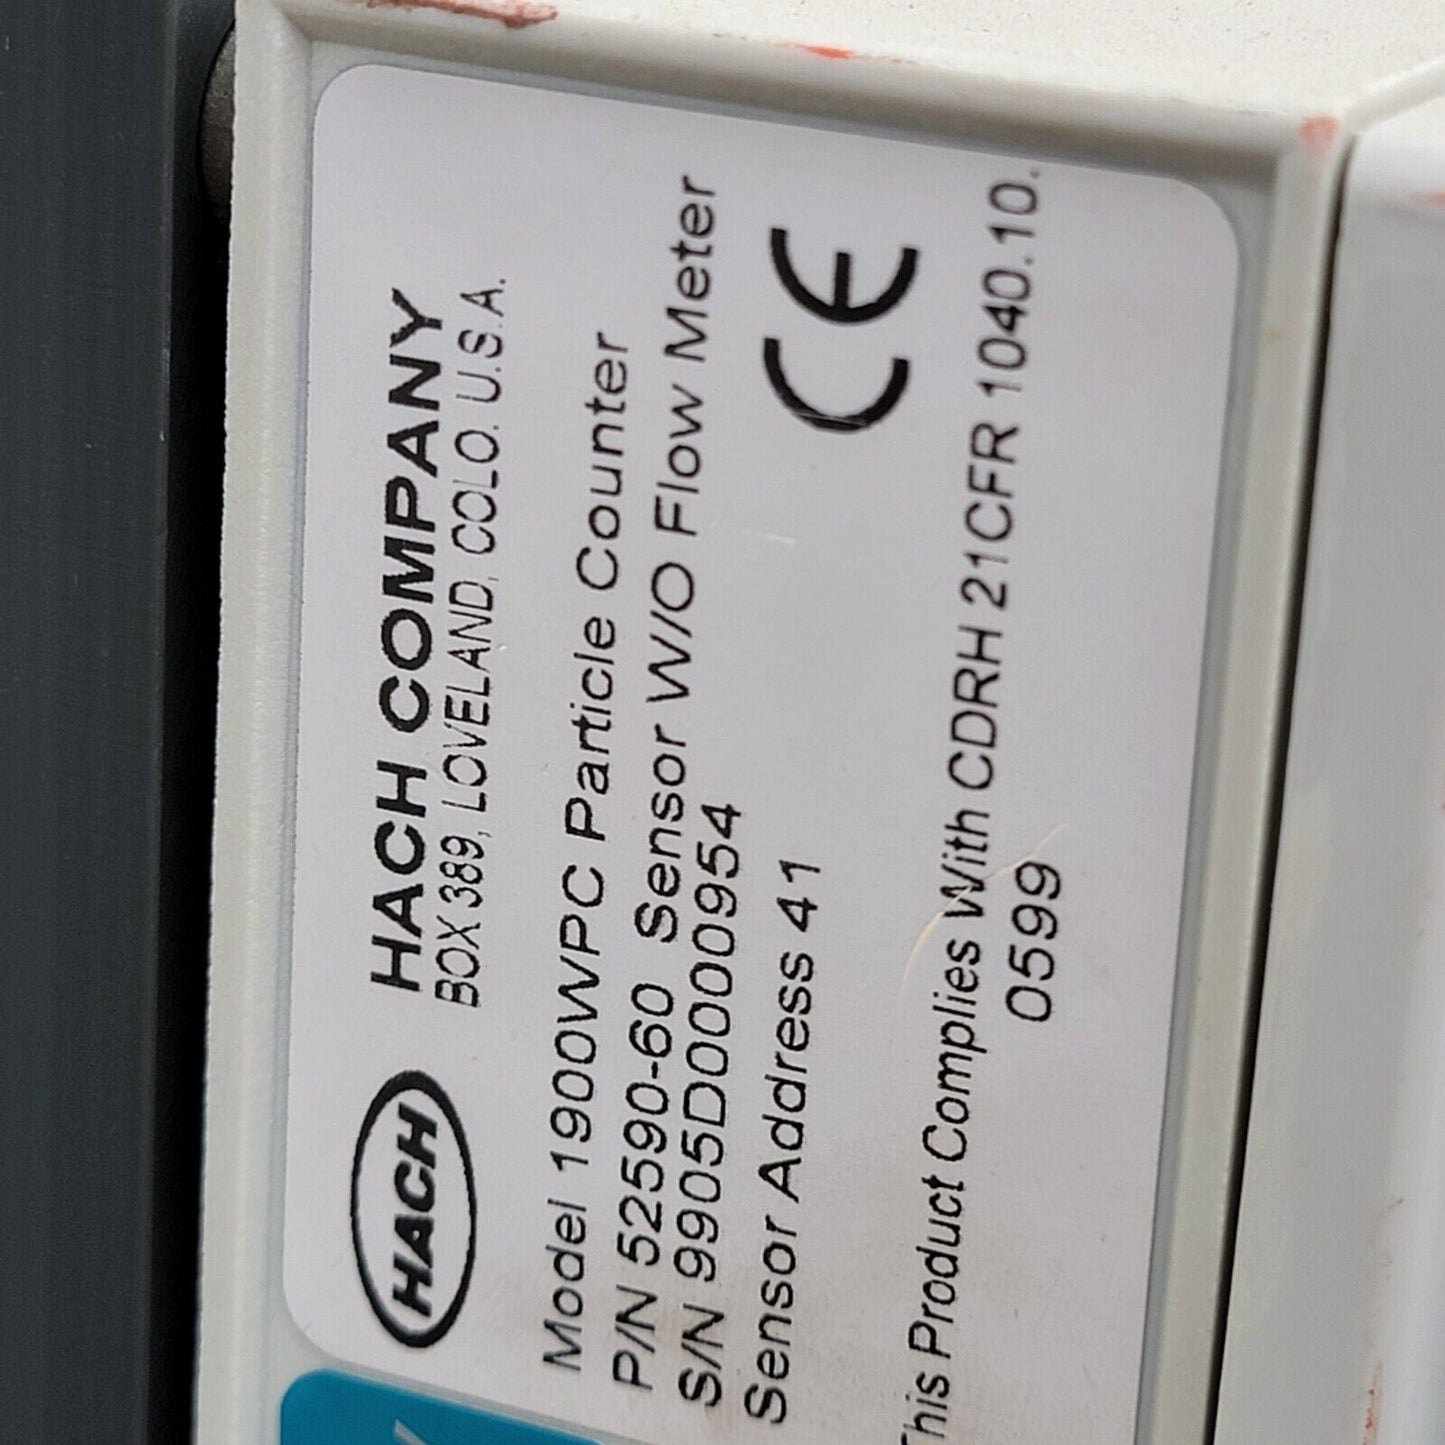 HACH
HACH COMPANY
BOX 389, LOVELAND, COLO. U.S.A.
Model 1900WPC Particle Counter
P/N 52590-60 Sensor W/O Flow Meter
S/N 9905D0000954
Sensor Address 41
CE
This Product Complies With CDRH 21CFR 1040.10.
0599